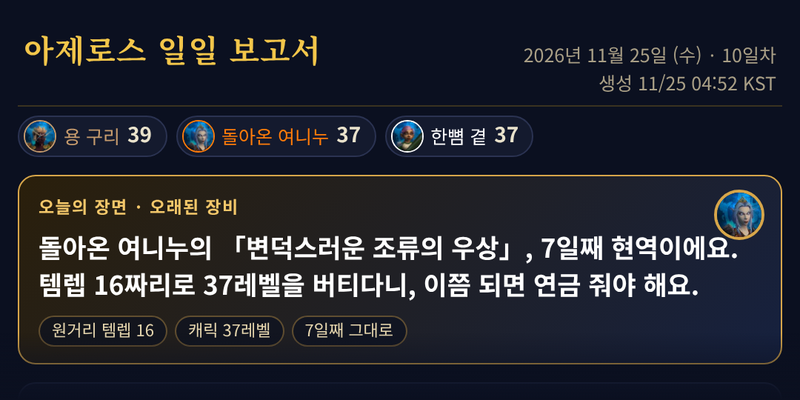 아제로스 일일 보고서
2026년 11월 25일 (수) · 10일차
생성 11/25 04:52 KST
용 구리 39
돌아온 여니누 37
한뼘 곁 37
오늘의 장면 · 오래된 장비
돌아온 여니누의 「변덕스러운 조류의 우상」, 7일째 현역이에요.
템렙 16짜리로 37레벨을 버티다니, 이쯤 되면 연금 줘야 해요.
원거리 템렙 16
캐릭 37레벨
7일째 그대로